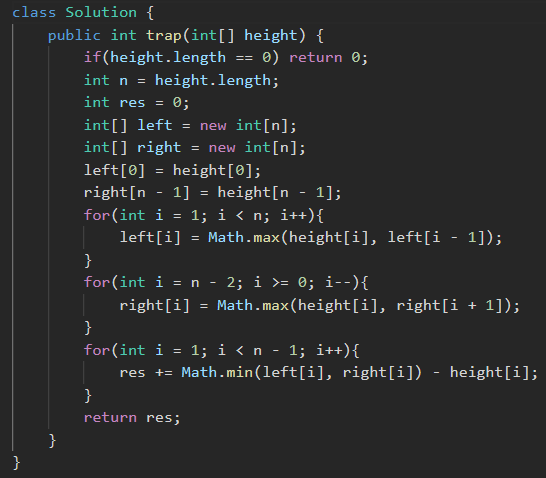 class Solution {
    public int trap(int[] height) {
        if(height.length == 0) return 0;
        int n = height.length;
        int res = 0;
        int[] left = new int[n];
        int[] right = new int[n];
        left[0] = height[0];
        right[n - 1] = height[n - 1];
        for(int i = 1; i < n; i++){
            left[i] = Math.max(height[i], left[i - 1]);
        }
        for(int i = n - 2; i >= 0; i--){
            right[i] = Math.max(height[i], right[i + 1]);
        }
        for(int i = 1; i < n - 1; i++){
            res += Math.min(left[i], right[i]) - height[i];
        }
        return res;
    }
}